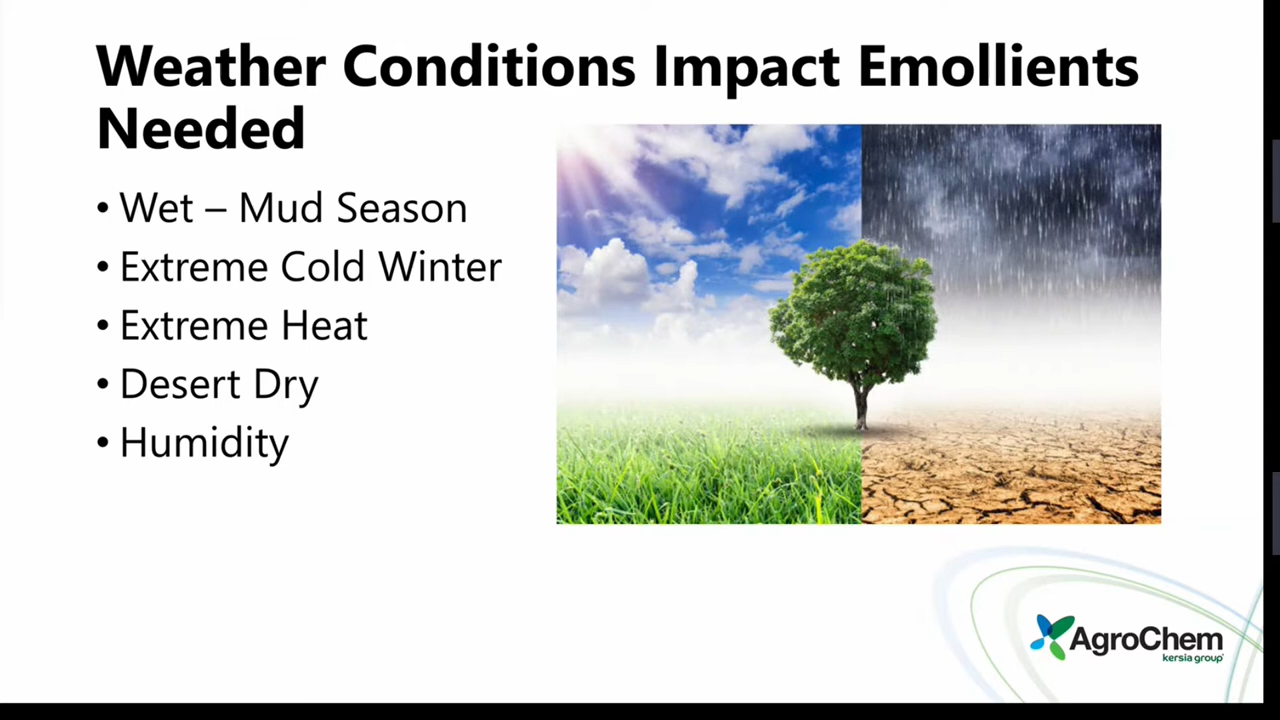 Weather Conditions Impact Emollients
Needed
• Wet – Mud Season
• Extreme Cold Winter
• Extreme Heat
• Desert Dry
• Humidity
AgroChem
kersia group